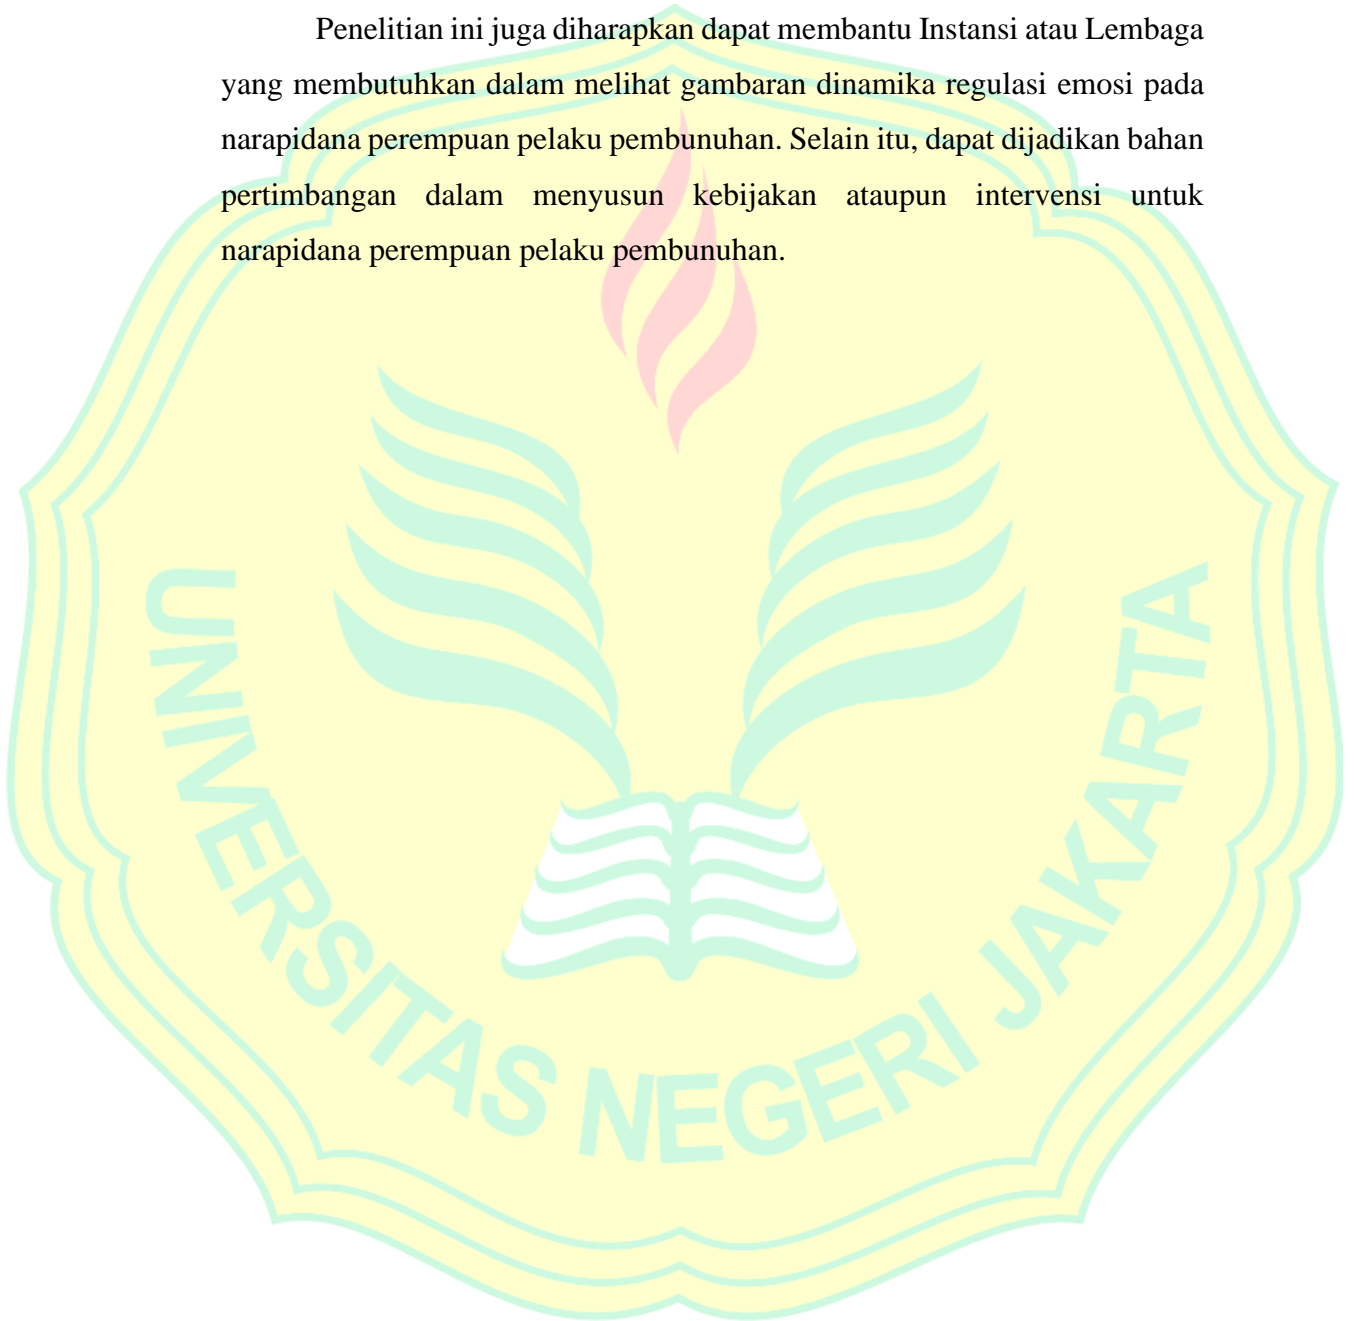 Penelitian ini juga diharapkan dapat membantu Instansi atau Lembaga
yang membutuhkan dalam melihat gambaran dinamika regulasi emosi pada
narapidana perempuan pelaku pembunuhan. Selain itu, dapat dijadikan bahan
pertimbangan dalam menyusun kebijakan ataupun intervensi untuk
narapidana perempuan pelaku pembunuhan.
UNIVERSITAS NEGERI JAKARTA